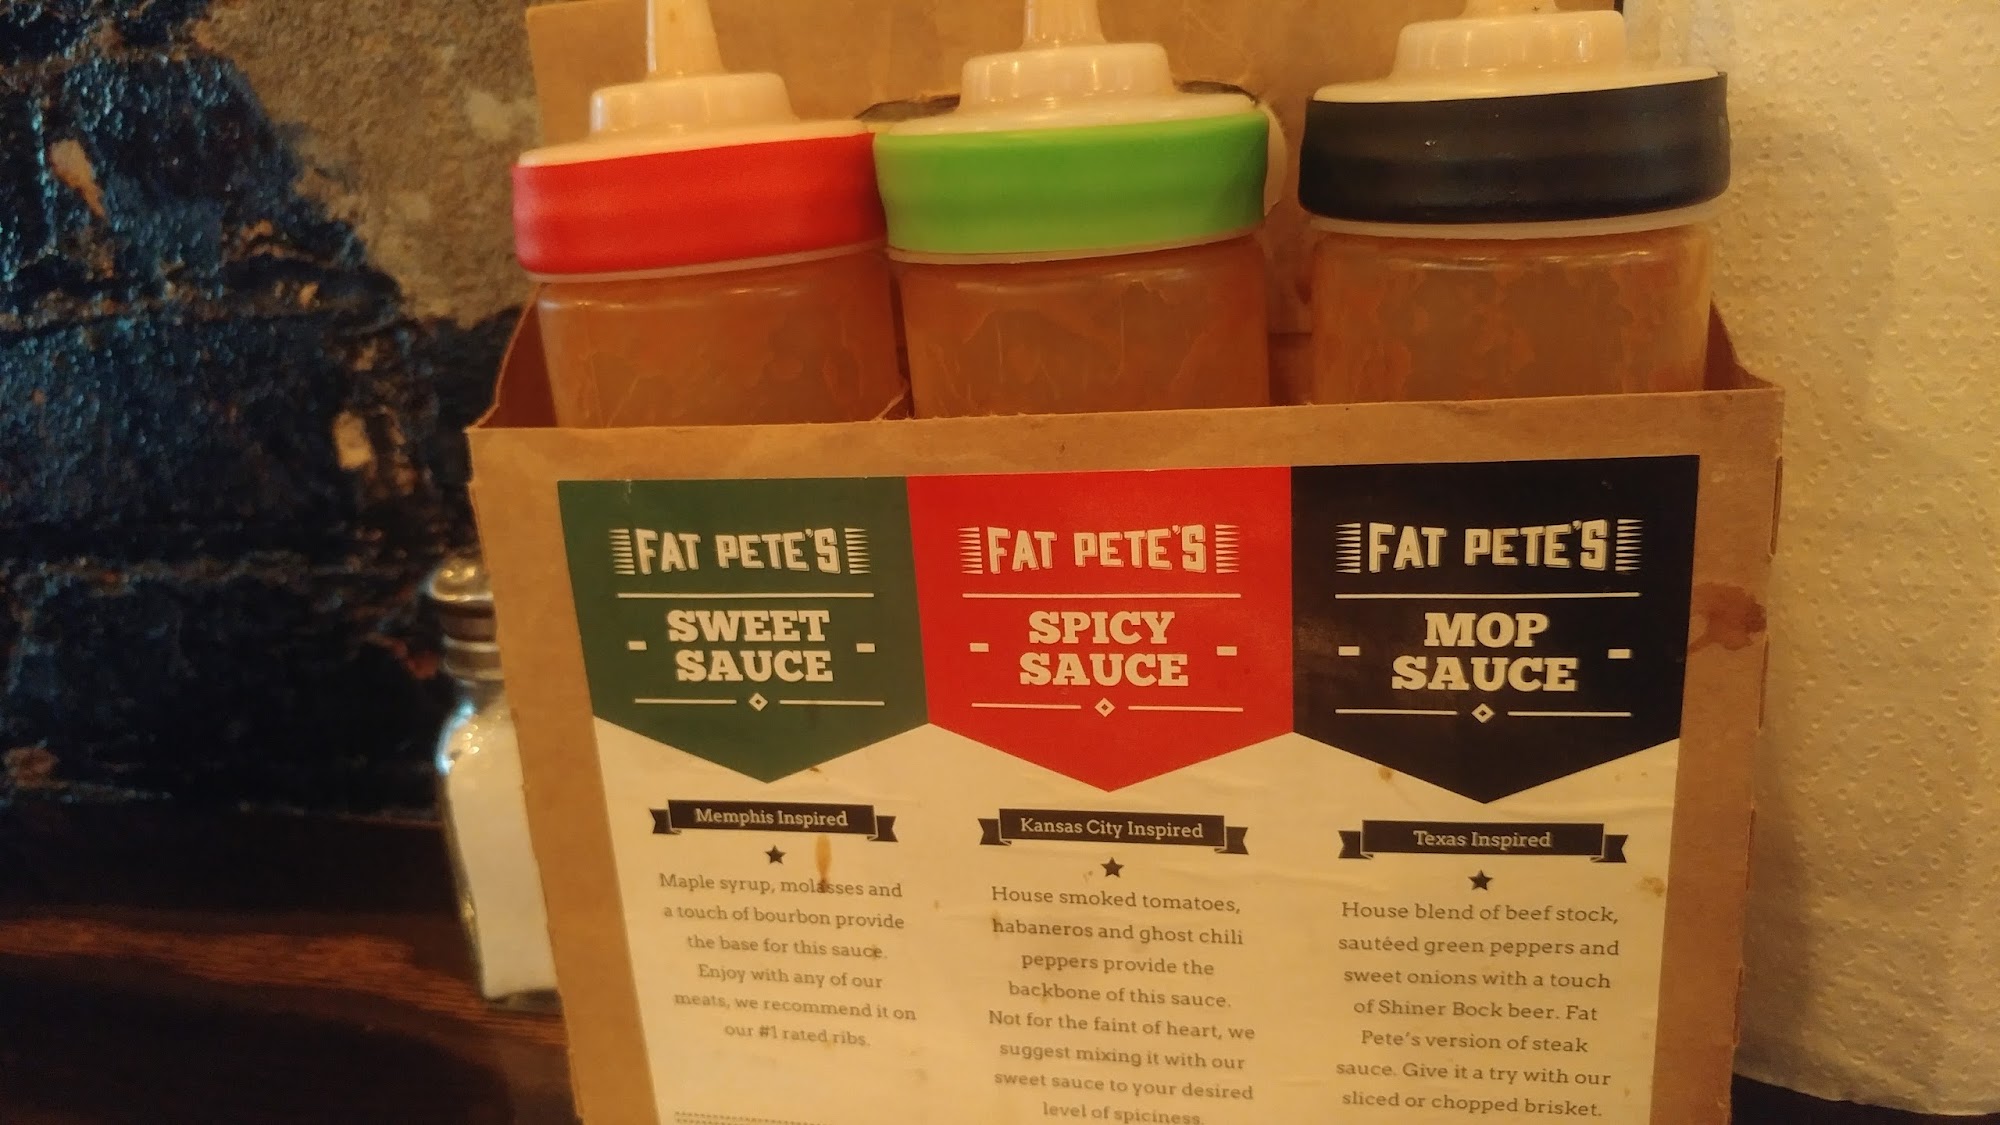 FAT PETE'S
SWEET
SAUCE
Memphis Inspired
Maple syrup, molasses and
a touch of bourbon provide
the base for this sauce.
Enjoy with any of our
meats, we recommend it on
our #1 rated ribs.
FAT PETE'S
SPICY
SAUCE
Kansas City Inspired
House smoked tomatoes,
habaneros and ghost chili
peppers provide the
backbone of this sauce.
Not for the faint of heart, we
suggest mixing it with our
sweet sauce to your desired
level of spiciness.
FAT PETE'S
MOP
SAUCE
Texas Inspired
House blend of beef stock,
sautéed green peppers and
sweet onions with a touch
of Shiner Bock beer. Fat
Pete's version of steak
sauce. Give it a try with our
sliced or chopped brisket.